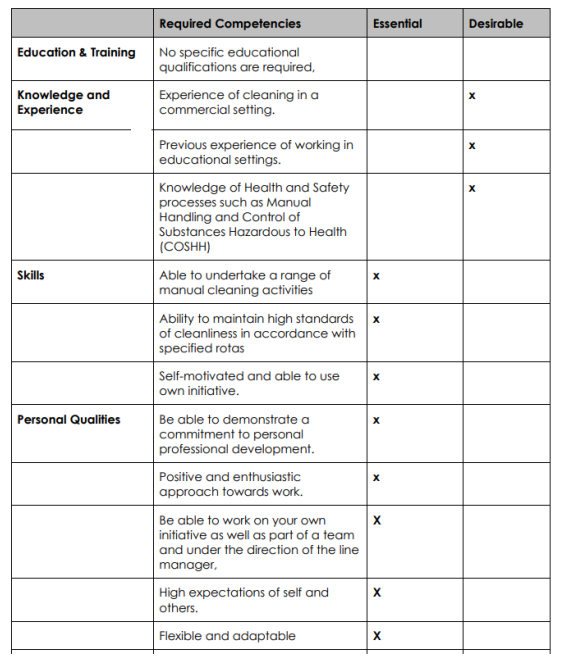 Required Competencies Essential Desirable
Education & Training No specific educational
qualifications are required,
Knowledge and Experience of cleaning in a x
Experience commercial setting.
Previous experience of working in x
educational settings.
Knowledge of Health and Safety x
processes such as Manual
Handling and Control of
Substances Hazardous to Health
(COSHH)
Skills Able to undertake a range of x
manual cleaning activities
Ability to maintain high standards x
of cleanliness in accordance with
specified rotas
Self-motivated and able to use x
own initiative.
Personal Qualities Be able to demonstrate a x
commitment to personal
professional development.
Positive and enthusiastic x
approach towards work.
Be able to work on your own X
initiative as well as part of a team
and under the direction of the line
manager,
High expectations of self and X
others.
Flexible and adaptable X